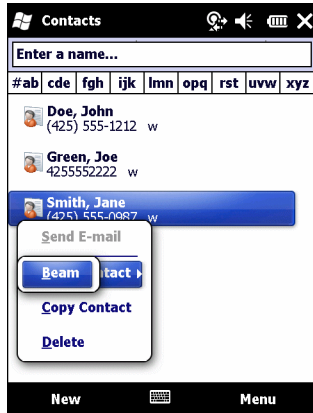 Contacts
Enter a name...
#ab cde fgh ijk lmn opq rst uvw xyz
Doe, John
(425) 555-1212 w
Green, Joe
4255552222 w
Smith, Jane
(425) 555-0987 w
Send E-mail
Beam tact
Copy Contact
Delete
New Menu